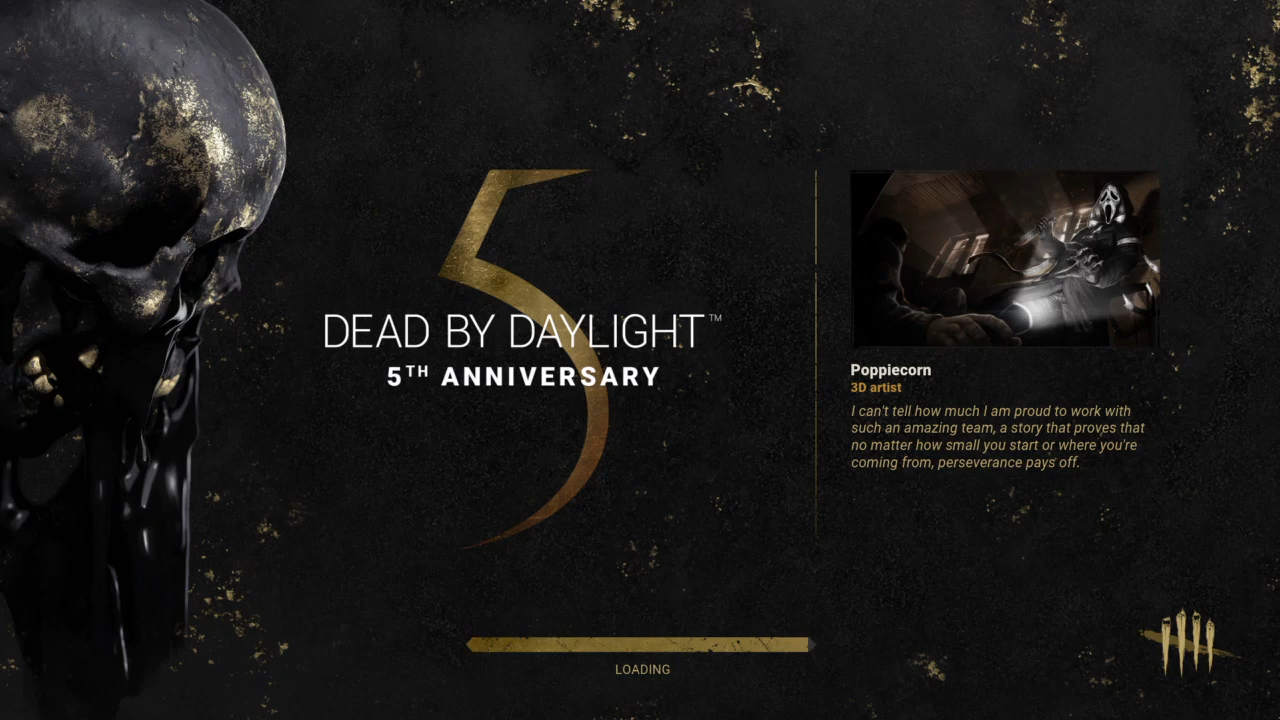 DEAD BY DAYLIGHT™
5TH ANNIVERSARY
Poppiecorn
3D artist
I can't tell how much I am proud to work with
such an amazing team, a story that proves that
no matter how small you start or where you're
coming from, perseverance pays off.
LOADING